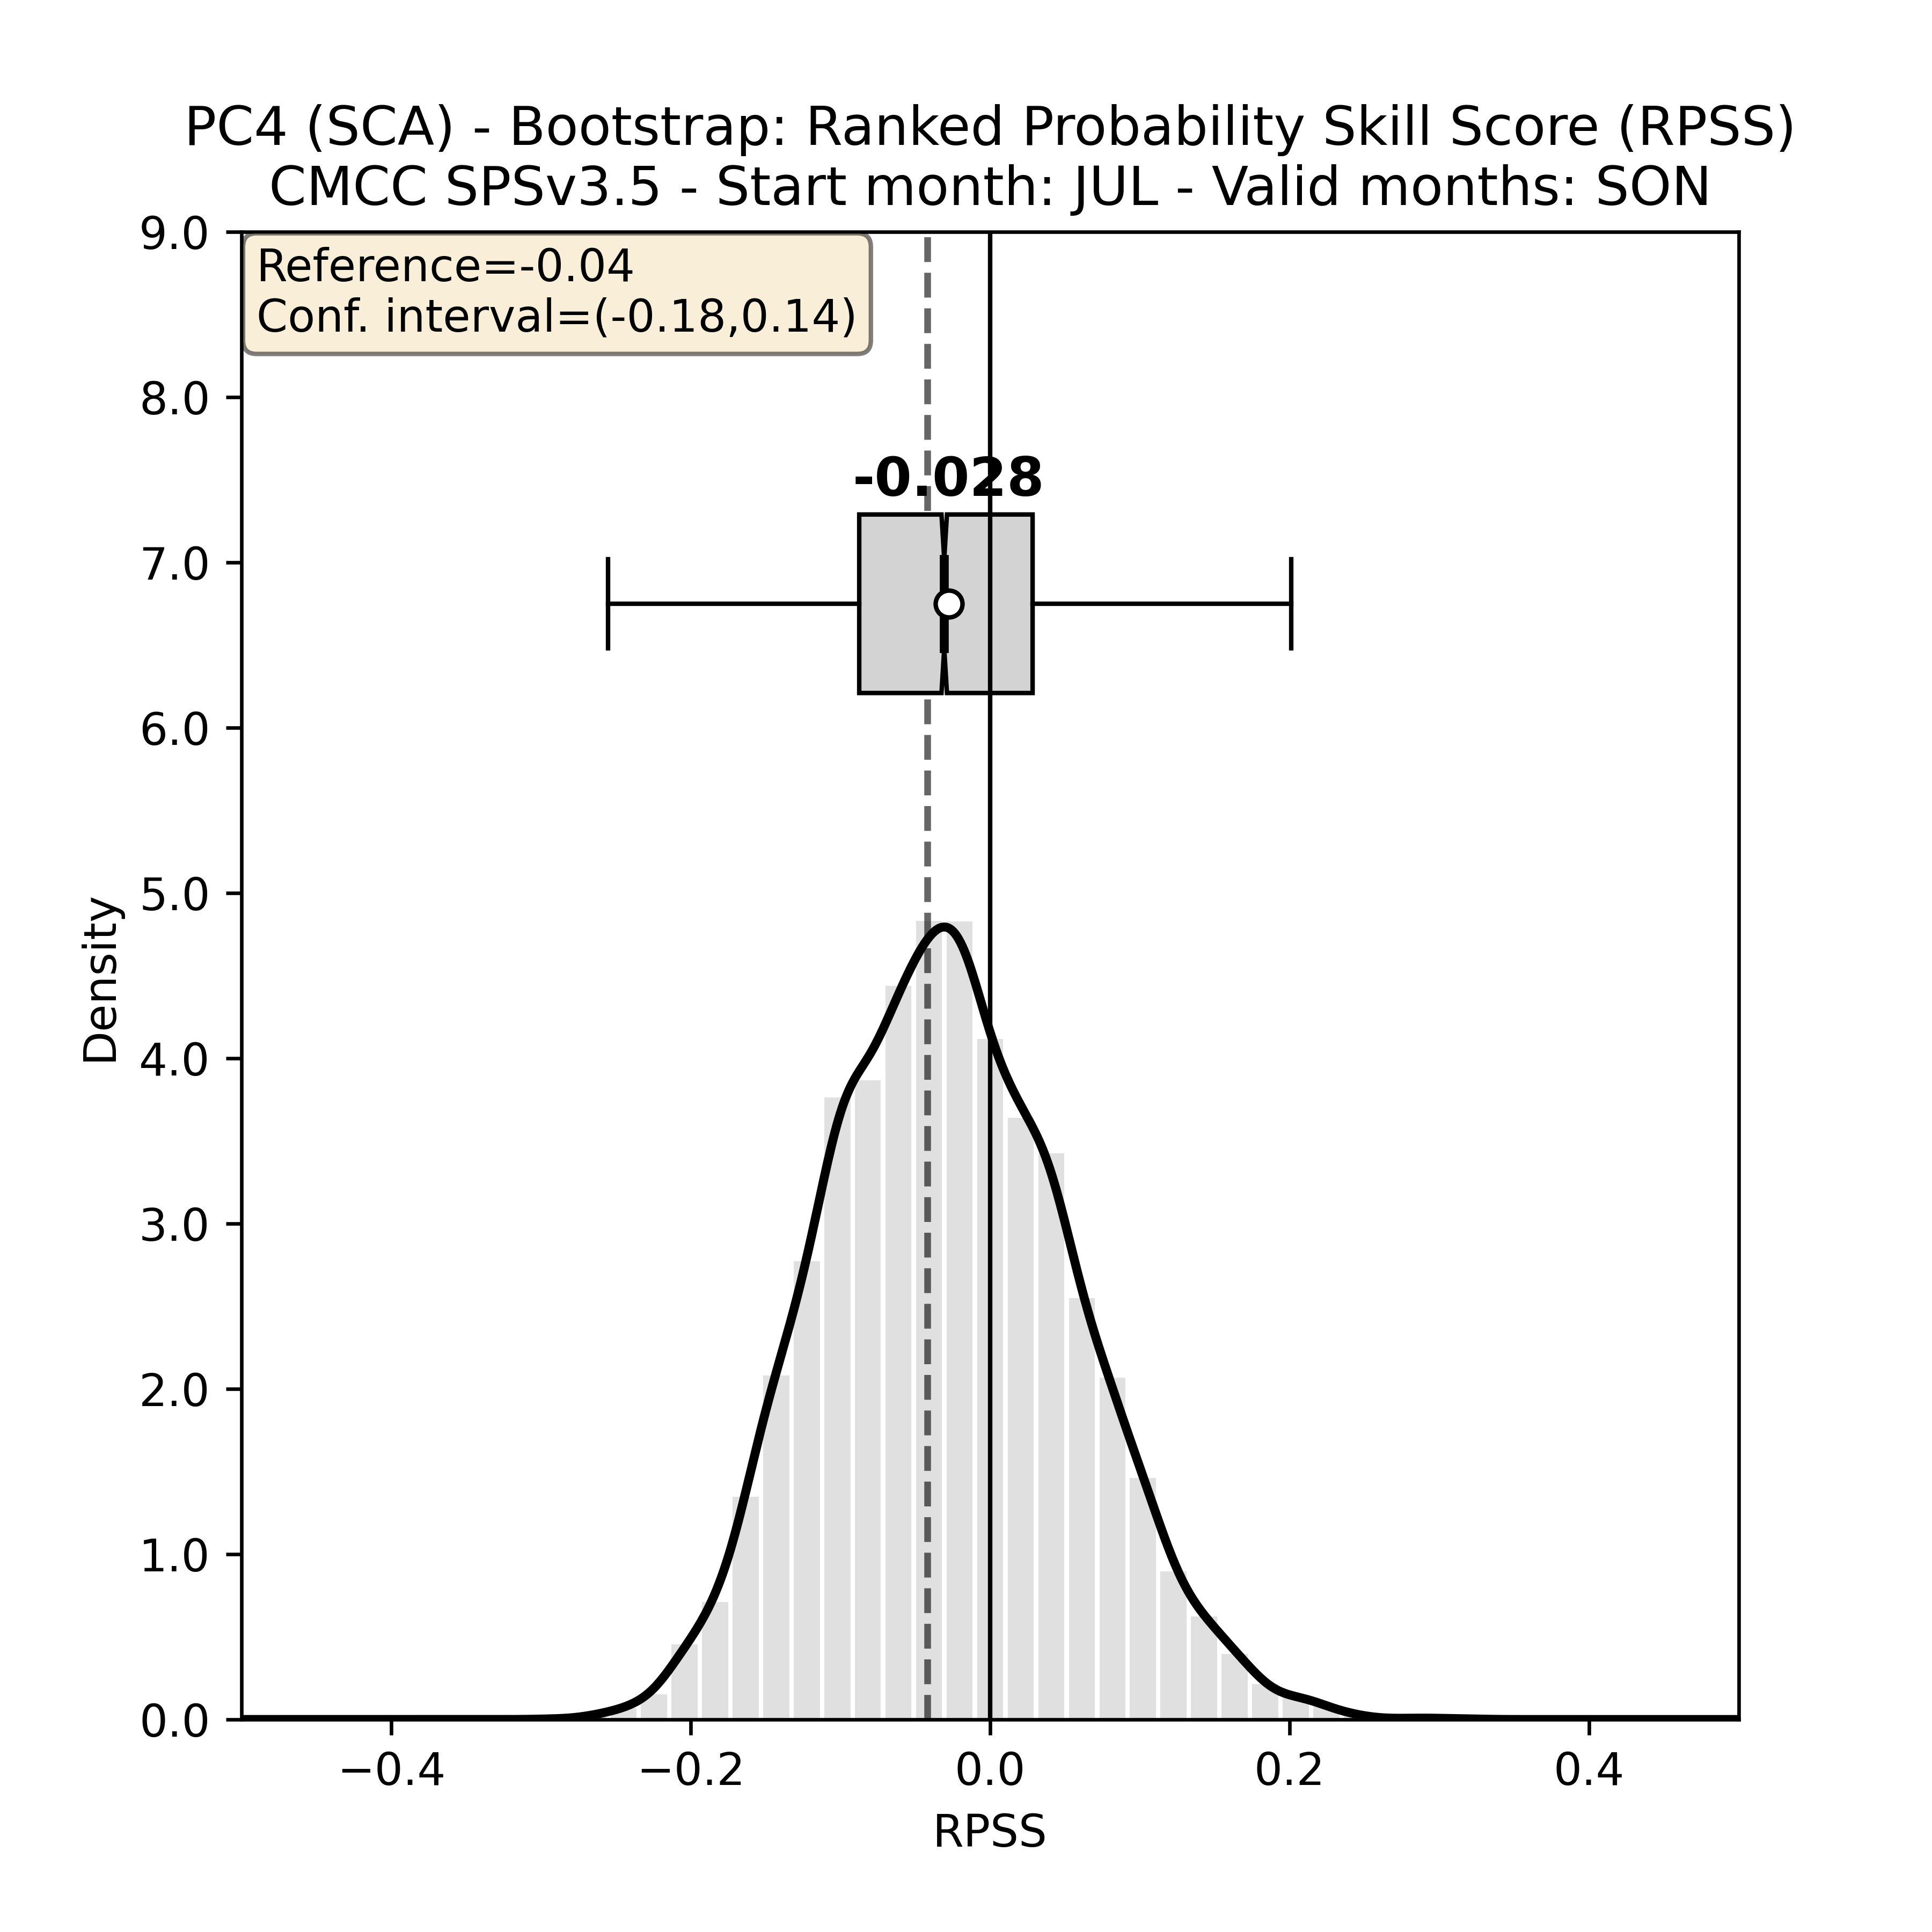 PC4 (SCA) - Bootstrap: Ranked Probability Skill Score (RPSS)
CMCC SPSv3.5 - Start month: JUL - Valid months: SON
Reference=-0.04
Conf. interval=(-0.18,0.14)
-0.028
9.0
8.0
7.0
6.0
5.0
4.0
3.0
2.0
1.0
0.0
Density
−0.4
−0.2
0.0
0.2
0.4
RPSS